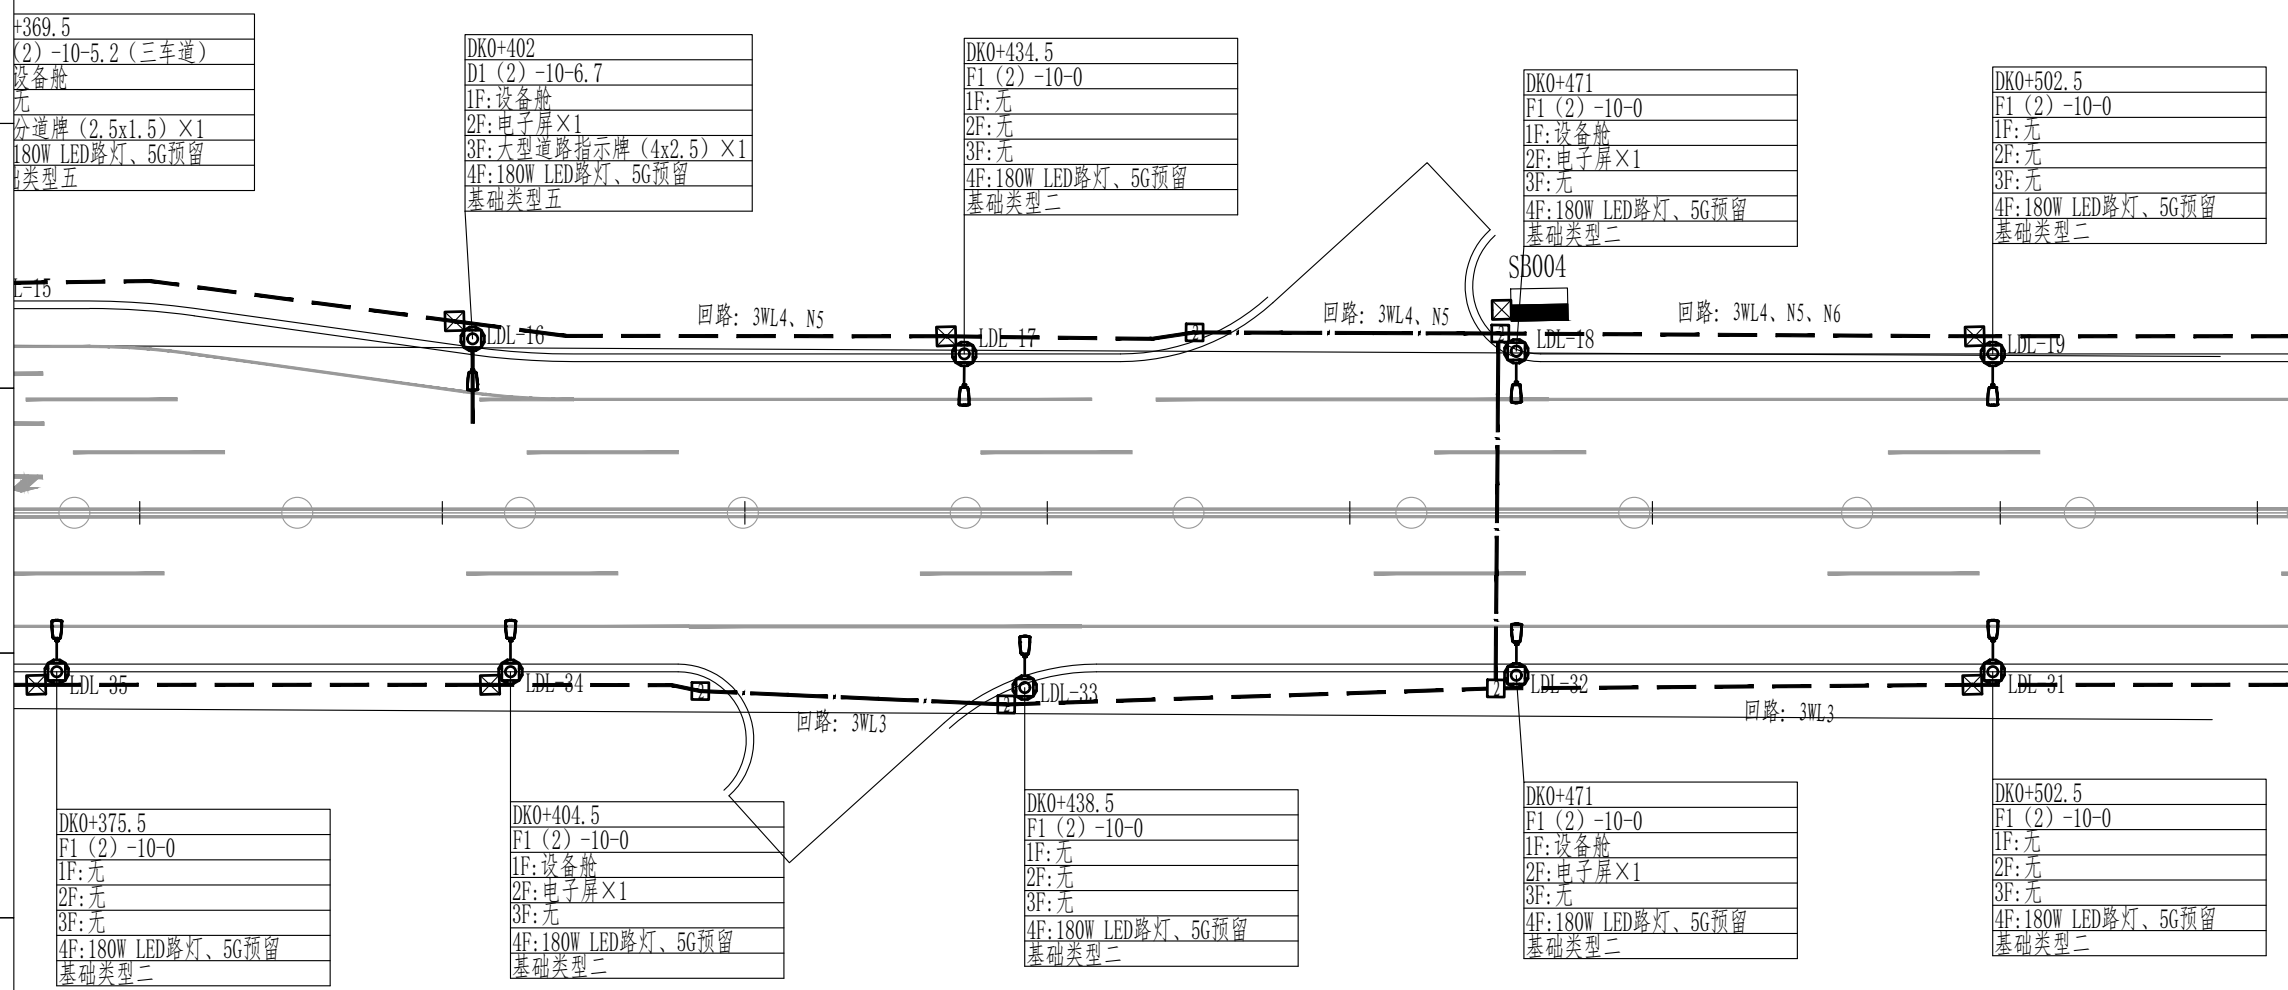 +369.5
(2)-10-5.2(三车道)
设备舱
无
分道牌(2.5x1.5)×1
180W LED路灯、5G预留
础类型五
DK0+402
D1(2)-10-6.7
1F:设备舱
2F:电子屏×1
3F:大型道路指示牌(4x2.5)×1
4F:180W LED路灯、5G预留
基础类型五
DK0+434.5
F1(2)-10-0
1F:无
2F:无
3F:无
4F:180W LED路灯、5G预留
基础类型二
DK0+471
F1(2)-10-0
1F:设备舱
2F:电子屏×1
3F:无
4F:180W LED路灯、5G预留
基础类型二
DK0+502.5
F1(2)-10-0
1F:无
2F:无
3F:无
4F:180W LED路灯、5G预留
基础类型二
SB004
L-15
LDL-16
回路: 3WL4、N5
LDL-17
2
回路: 3WL4、N5
2
LDL-18
回路: 3WL4、N5、N6
LDL-19
LDL-35
LDL-34
2
回路: 3WL3
2
LDL-33
2
LDL-32
回路: 3WL3
LDL-31
DK0+375.5
F1(2)-10-0
1F:无
2F:无
3F:无
4F:180W LED路灯、5G预留
基础类型二
DK0+404.5
F1(2)-10-0
1F:设备舱
2F:电子屏×1
3F:无
4F:180W LED路灯、5G预留
基础类型二
DK0+438.5
F1(2)-10-0
1F:无
2F:无
3F:无
4F:180W LED路灯、5G预留
基础类型二
DK0+471
F1(2)-10-0
1F:设备舱
2F:电子屏×1
3F:无
4F:180W LED路灯、5G预留
基础类型二
DK0+502.5
F1(2)-10-0
1F:无
2F:无
3F:无
4F:180W LED路灯、5G预留
基础类型二